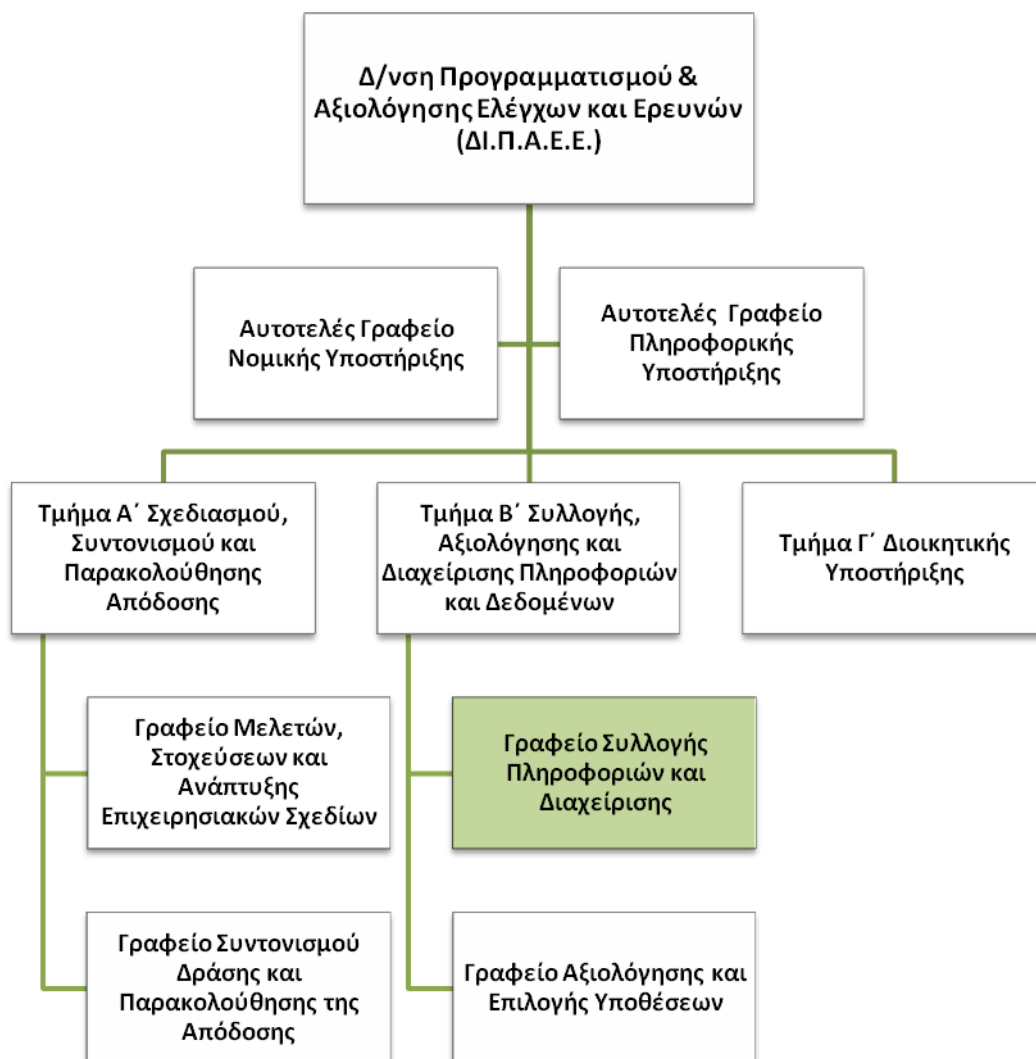 Δ/νση Προγραμματισμού &
Αξιολόγησης Ελέγχων και Ερευνών
(ΔΙ.Π.Α.Ε.Ε.)
Αυτοτελές Γραφείο
Νομικής Υποστήριξης
Αυτοτελές Γραφείο
Πληροφορικής
Υποστήριξης
Τμήμα Α΄ Σχεδιασμού,
Συντονισμού και
Παρακολούθησης
Απόδοσης
Τμήμα Β΄ Συλλογής,
Αξιολόγησης και
Διαχείρισης Πληροφοριών
και Δεδομένων
Τμήμα Γ΄ Διοικητικής
Υποστήριξης
Γραφείο Μελετών,
Στοχεύσεων και
Ανάπτυξης
Επιχειρησιακών Σχεδίων
Γραφείο Συλλογής
Πληροφοριών και
Διαχείρισης
Γραφείο Συντονισμού
Δράσης και
Παρακολούθησης της
Απόδοσης
Γραφείο Αξιολόγησης και
Επιλογής Υποθέσεων